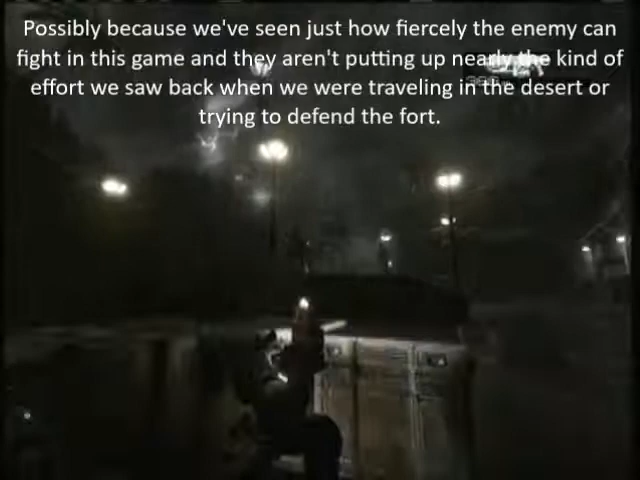 Possibly because we've seen just how fiercely the enemy can
fight in this game and they aren't putting up nearly the kind of
effort we saw back when we were traveling in the desert or
trying to defend the fort.